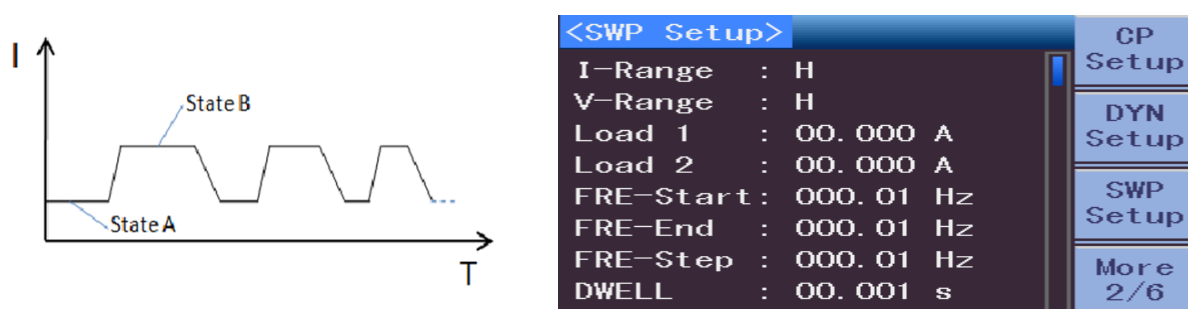 I
State B
State A
T
<SWP Setup>
I-Range : H
V-Range : H
Load 1 : 00.000 A
Load 2 : 00.000 A
FRE-Start: 000.01 Hz
FRE-End : 000.01 Hz
FRE-Step : 000.01 Hz
DWELL : 00.001 s
CP
Setup
DYN
Setup
SWP
Setup
More
2/6